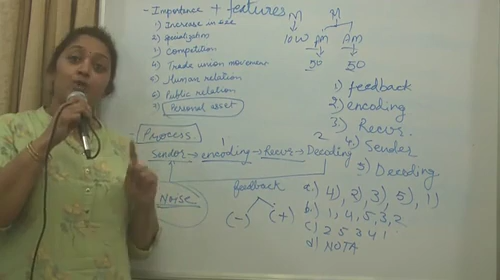 - Importance + features
1) Increase in size
2) Specialization
3) Competition
4) Trade union movement
5) Human relation
6) Public relation
7) Personal asset
M M
10W AM AM
50 50
1) feedback
2) encoding
3) Recvr.
4) Sender
5) Decoding
Process
1 2
Sender → encoding → Recvr → Decoding
feedback
Noise
(-) (+)
a) 4), 2), 3), 5), 1)
b) 1, 4, 5, 3, 2
c) 2 5 3 4 1
d) NOTA